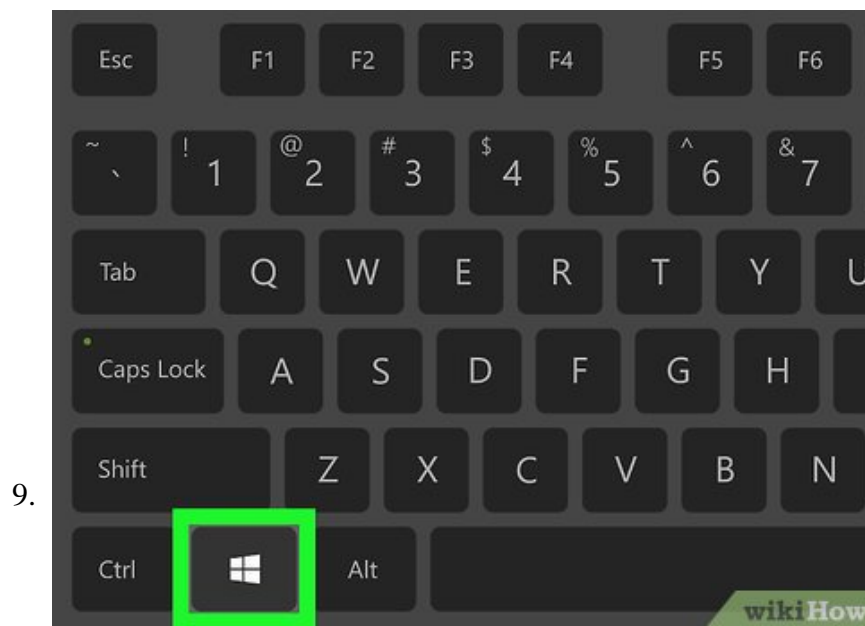 Esc F1 F2 F3 F4 F5 F6
~ ` ! 1 @ 2 # 3 $ 4 % 5 ^ 6 & 7
Tab Q W E R T Y U
Caps Lock A S D F G H
Shift Z X C V B N
9.
Ctrl Alt
wikiHow